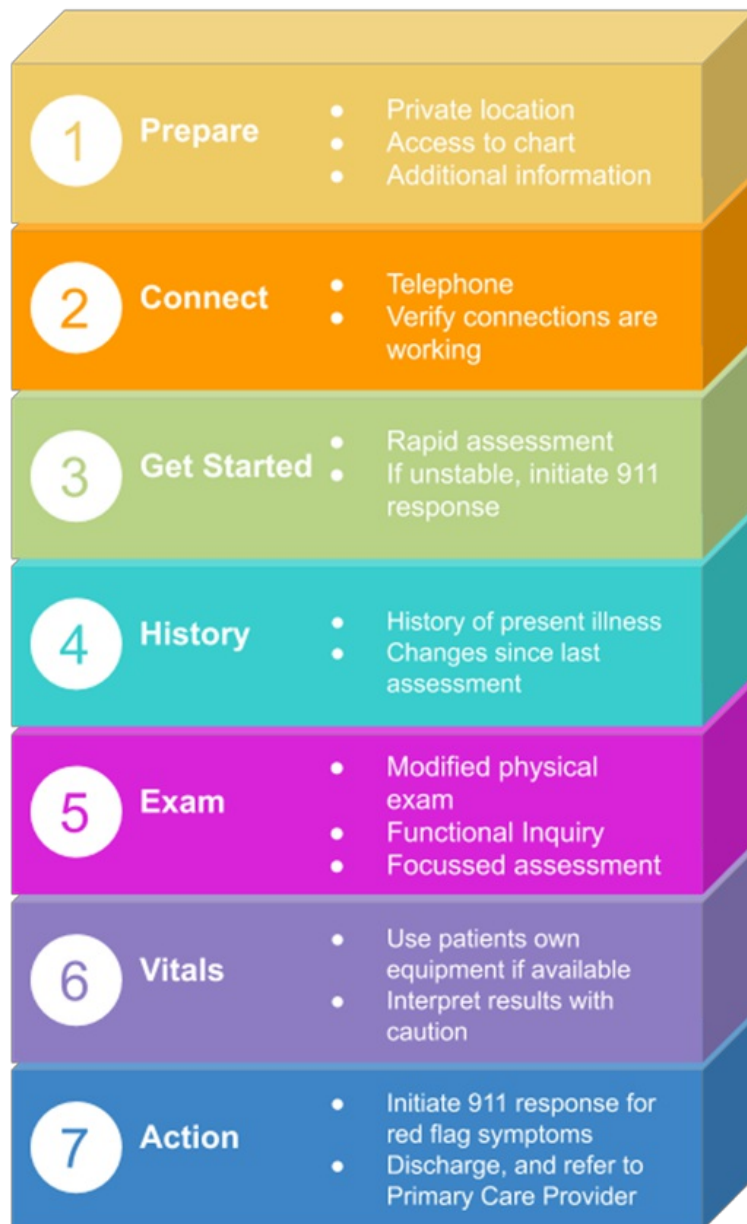 1
Prepare
● Private location
● Access to chart
● Additional information
2
Connect
● Telephone
● Verify connections are
working
3
Get Started
● Rapid assessment
● If unstable, initiate 911
response
4
History
● History of present illness
● Changes since last
assessment
5
Exam
● Modified physical
exam
● Functional Inquiry
● Focussed assessment
6
Vitals
● Use patients own
equipment if available
● Interpret results with
caution
7
Action
● Initiate 911 response for
red flag symptoms
● Discharge, and refer to
Primary Care Provider